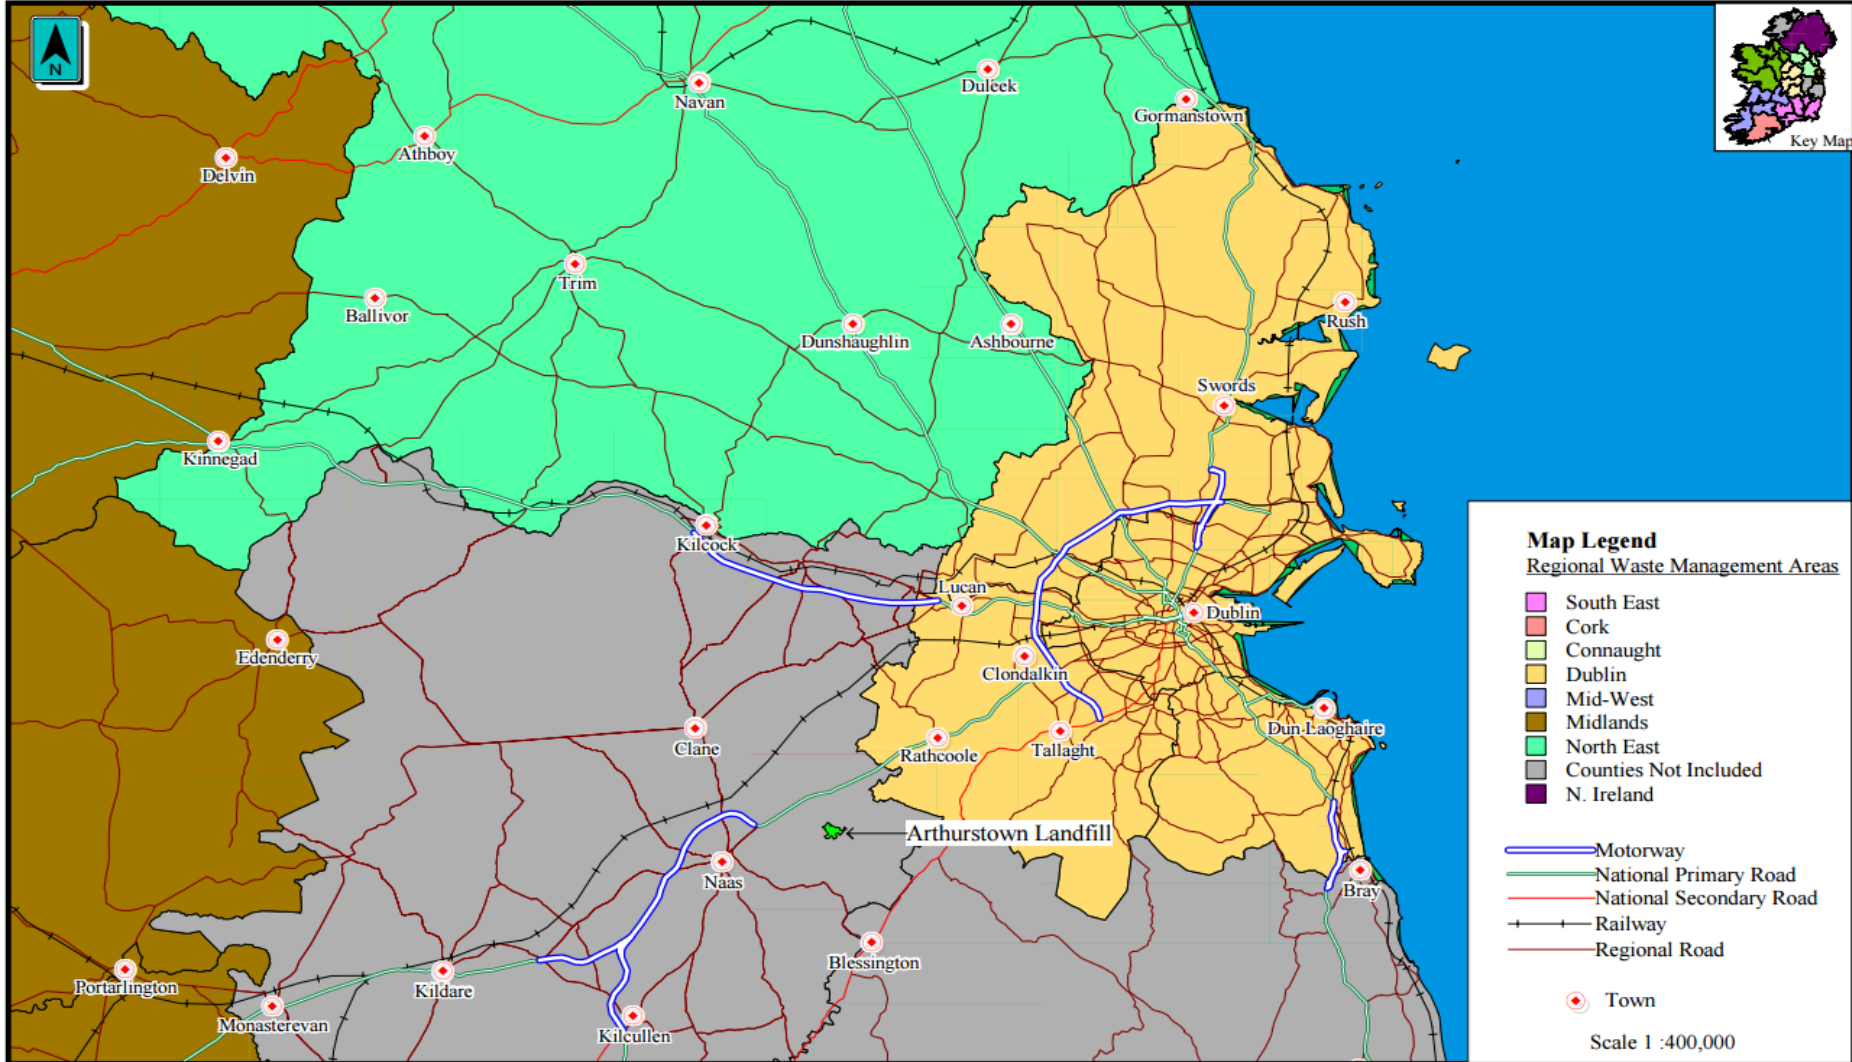 N
Navan
Duleek
Gormanstown
Key Map
Athboy
Delvin
Trim
Ballivor
Rush
Dunshaughlin
Ashbourne
Swords
Kinnegad
Kilcock
Lucan
Dublin
Edenderry
Clondalkin
Dun Laoghaire
Clane
Rathcoole
Tallaght
Arthurstown Landfill
Naas
Bray
Blessington
Portarlington
Kildare
Monasterevan
Kilcullen
Map Legend
Regional Waste Management Areas
South East
Cork
Connaught
Dublin
Mid-West
Midlands
North East
Counties Not Included
N. Ireland
Motorway
National Primary Road
National Secondary Road
Railway
Regional Road
Town
Scale 1 :400,000